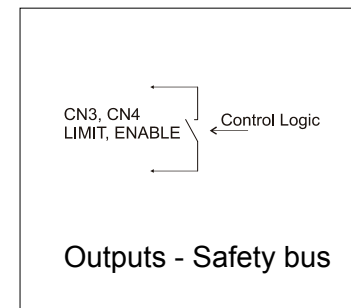 CN3, CN4
LIMIT, ENABLE
Control Logic
Outputs - Safety bus